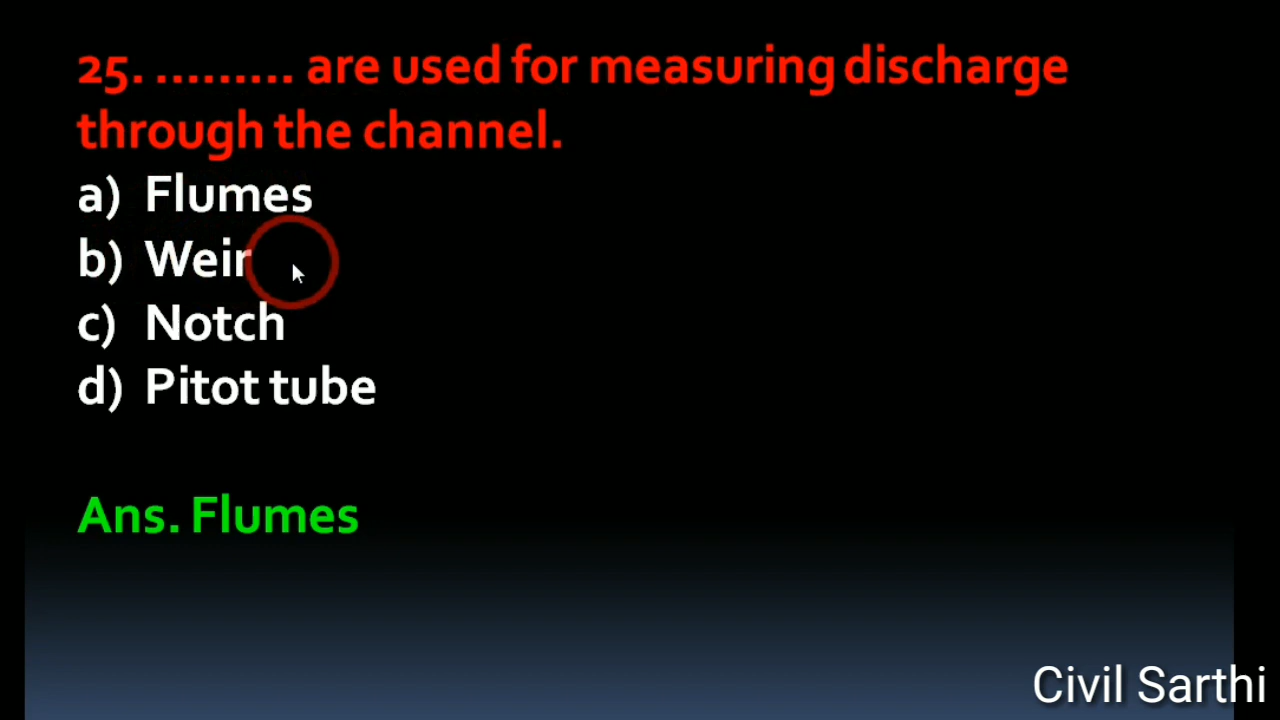 25. ......... are used for measuring discharge
through the channel.
a) Flumes
b) Weir
c) Notch
d) Pitot tube
Ans. Flumes
Civil Sarthi